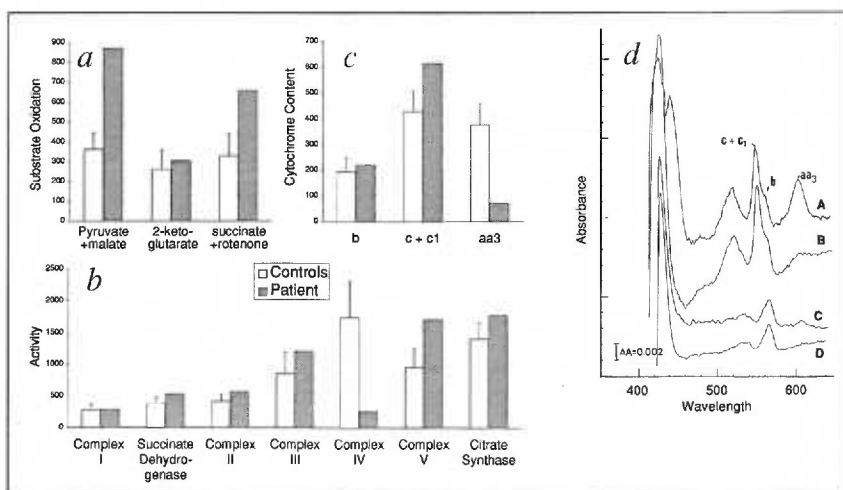 a
Substrate Oxidation
900
800
700
600
500
400
300
200
100
0
Pyruvate 2-keto- succinate
+malate glutarate +rotenone
c
Cytochrome Content
700
600
500
400
300
200
100
0
b c + c1 aa3
b
Controls
Patient
Activity
2500
2000
1500
1000
500
0
Complex Succinate Complex Complex Complex Complex Citrate
I Dehydro- II III IV V Synthase
genase
d
Absorbance
c + c1
b
aa3
A
B
C
D
ΔA=0.002
400 500 600
Wavelength